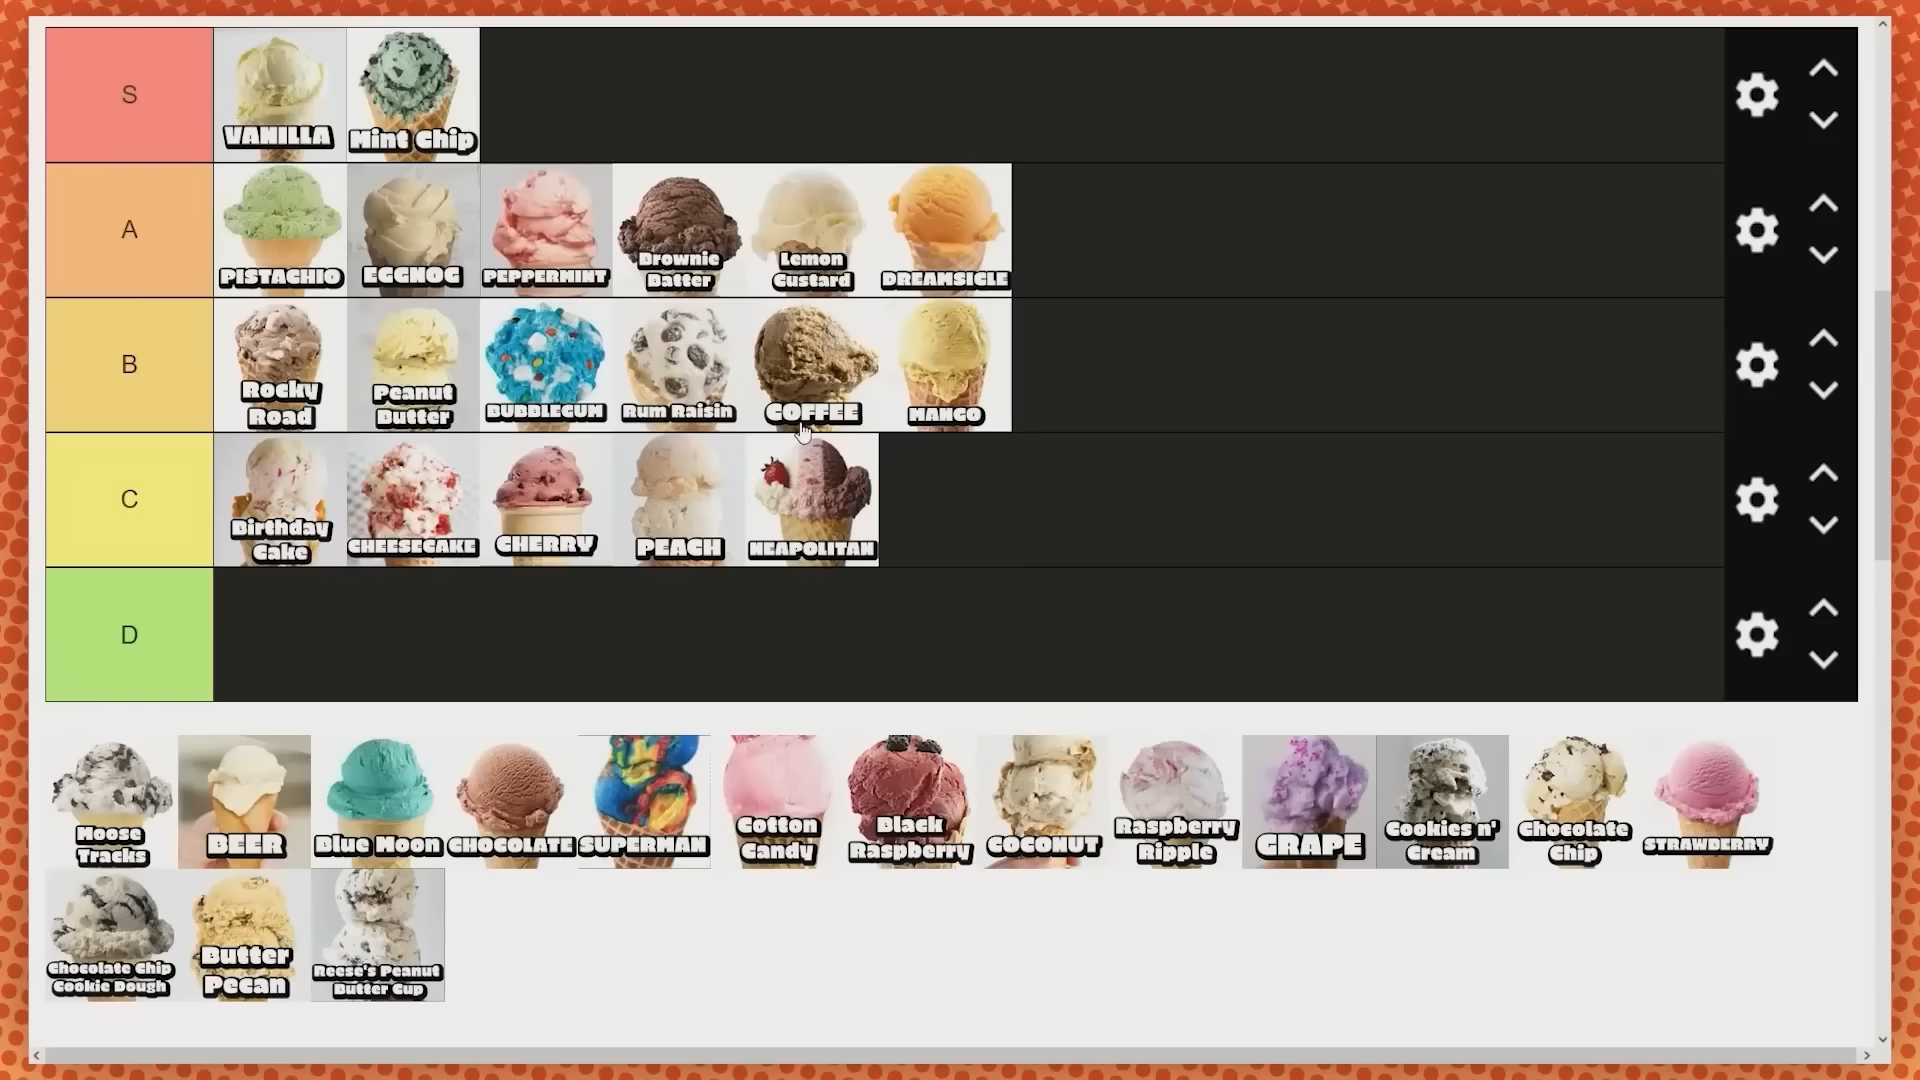 S
VANILLA
Mint Chip
A
PISTACHIO
EGGNOG
PEPPERMINT
Brownie
Batter
Lemon
Custard
DREAMSICLE
B
Rocky
Road
Peanut
Butter
BUBBLEGUM
Rum Raisin
COFFEE
MANGO
C
Birthday
Cake
CHEESECAKE
CHERRY
PEACH
NEAPOLITAN
D
Moose
Tracks
BEER
Blue Moon
CHOCOLATE
SUPERMAN
Cotton
Candy
Black
Raspberry
COCONUT
Raspberry
Ripple
GRAPE
Cookies n'
Cream
Chocolate
Chip
STRAWBERRY
Chocolate Chip
Cookie Dough
Butter
Pecan
Reese's Peanut
Butter Cup